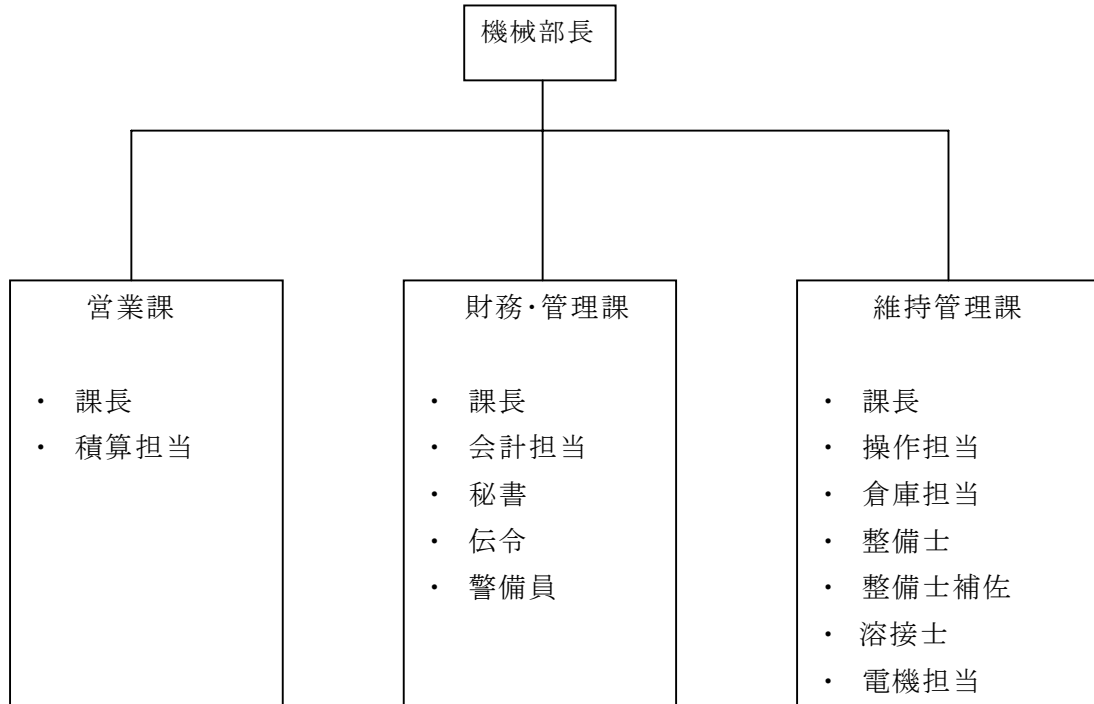 機械部長
営業課
・ 課長
・ 積算担当
財務・管理課
・ 課長
・ 会計担当
・ 秘書
・ 伝令
・ 警備員
維持管理課
・ 課長
・ 操作担当
・ 倉庫担当
・ 整備士
・ 整備士補佐
・ 溶接士
・ 電機担当